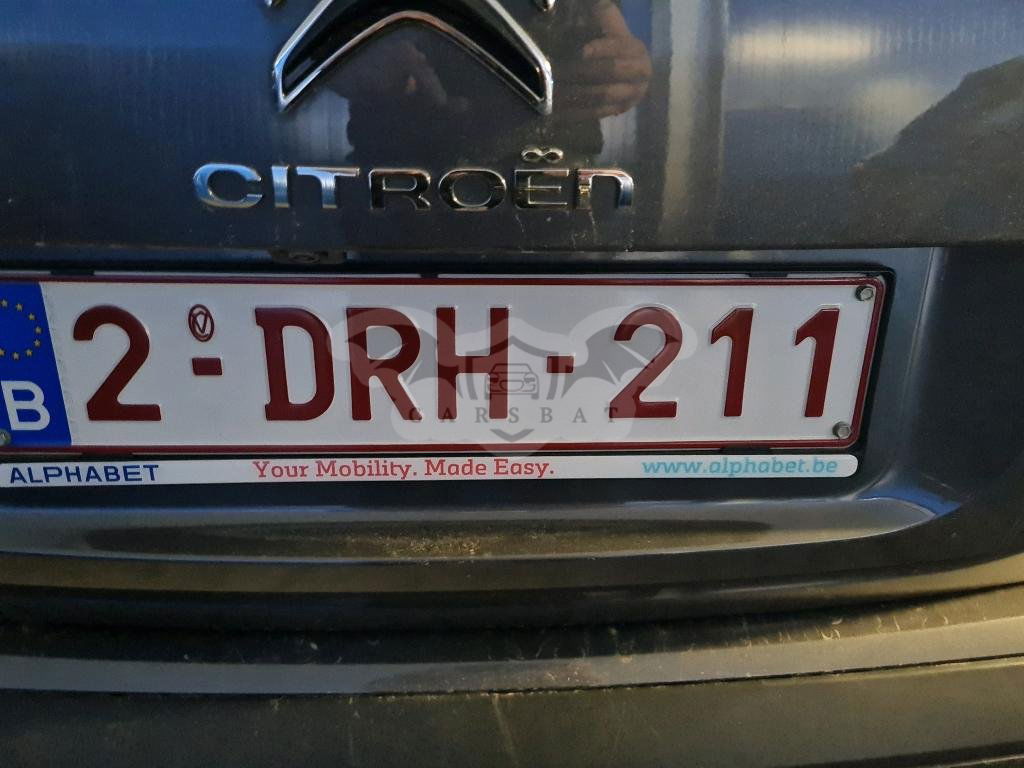 CITROËN
B 2-DRH-211
CARSBAT
ALPHABET Your Mobility. Made Easy. www.alphabet.be